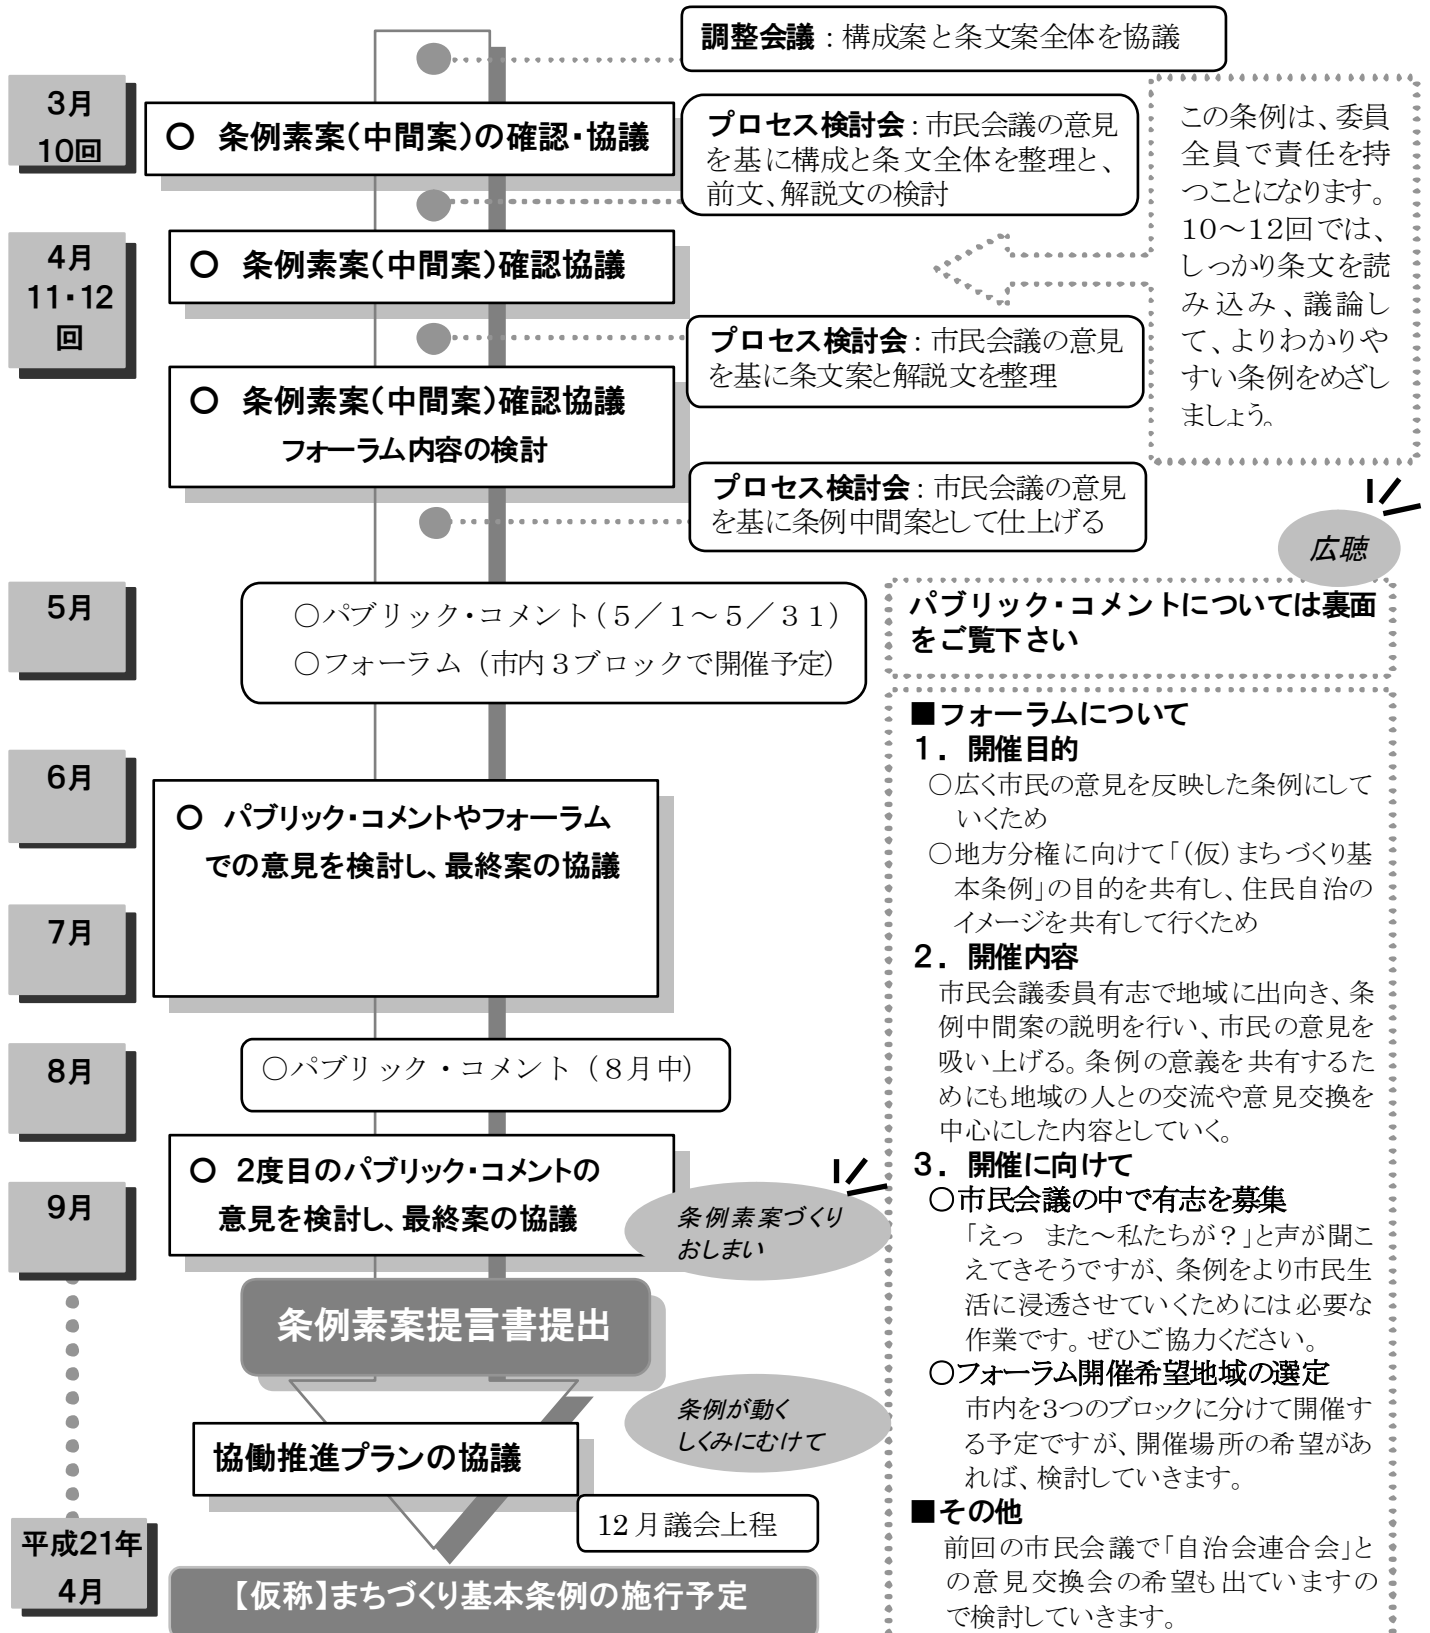 調整会議：構成案と条文案全体を協議
3月
10回
○ 条例素案（中間案）の確認・協議
プロセス検討会：市民会議の意見
を基に構成と条文全体を整理と、
前文、解説文の検討
この条例は、委員
全員で責任を持
つことになります。
10～12回では、
しっかり条文を読
み込み、議論し
て、よりわかりや
すい条例をめざし
ましょう。
4月
11・12
回
○ 条例素案（中間案）確認協議
プロセス検討会：市民会議の意見
を基に条文案と解説文を整理
○ 条例素案（中間案）確認協議
フォーラム内容の検討
プロセス検討会：市民会議の意見
を基に条例中間案として仕上げる
広聴
5月
○パブリック・コメント（５／１～５／３１）
○フォーラム（市内３ブロックで開催予定）
パブリック・コメントについては裏面
をご覧下さい
6月
○ パブリック・コメントやフォーラム
での意見を検討し、最終案の協議
7月
8月
○パブリック・コメント（８月中）
9月
○ 2度目のパブリック・コメントの
意見を検討し、最終案の協議
条例素案づくり
おしまい
条例素案提言書提出
条例が動く
しくみにむけて
協働推進プランの協議
12月議会上程
平成21年
4月
【仮称】まちづくり基本条例の施行予定
■フォーラムについて
１．開催目的
○広く市民の意見を反映した条例にして
いくため
○地方分権に向けて「（仮）まちづくり基
本条例」の目的を共有し、住民自治の
イメージを共有して行くため
２．開催内容
市民会議委員有志で地域に出向き、条
例中間案の説明を行い、市民の意見を
吸い上げる。条例の意義を共有するた
めにも地域の人との交流や意見交換を
中心にした内容としていく。
３．開催に向けて
○市民会議の中で有志を募集
「えっ　また～私たちが？」と声が聞こ
えてきそうですが、条例をより市民生
活に浸透させていくためには必要な
作業です。ぜひご協力ください。
○フォーラム開催希望地域の選定
市内を3つのブロックに分けて開催す
る予定ですが、開催場所の希望があ
れば、検討していきます。
■その他
前回の市民会議で「自治会連合会」と
の意見交換会の希望も出ていますの
で検討していきます。